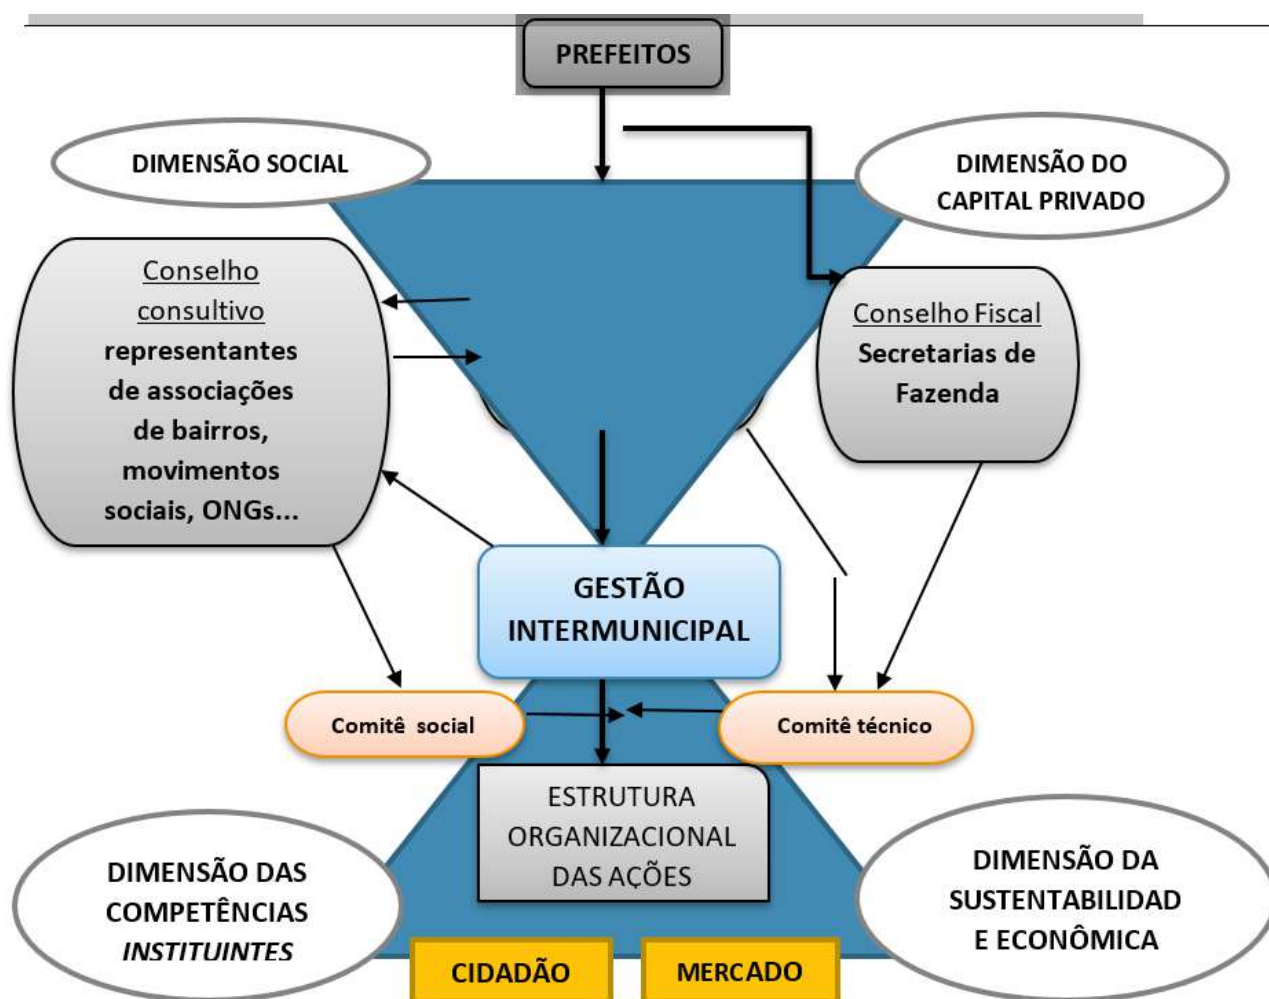 PREFEITOS
DIMENSÃO SOCIAL
DIMENSÃO DO
CAPITAL PRIVADO
Conselho
consultivo
representantes
de associações
de bairros,
movimentos
sociais, ONGs...
Conselho Fiscal
Secretarias de
Fazenda
GESTÃO
INTERMUNICIPAL
Comitê social
Comitê técnico
ESTRUTURA
ORGANIZACIONAL
DAS AÇÕES
DIMENSÃO DAS
COMPETÊNCIAS
INSTITUINTES
DIMENSÃO DA
SUSTENTABILIDAD
E ECONÔMICA
CIDADÃO
MERCADO